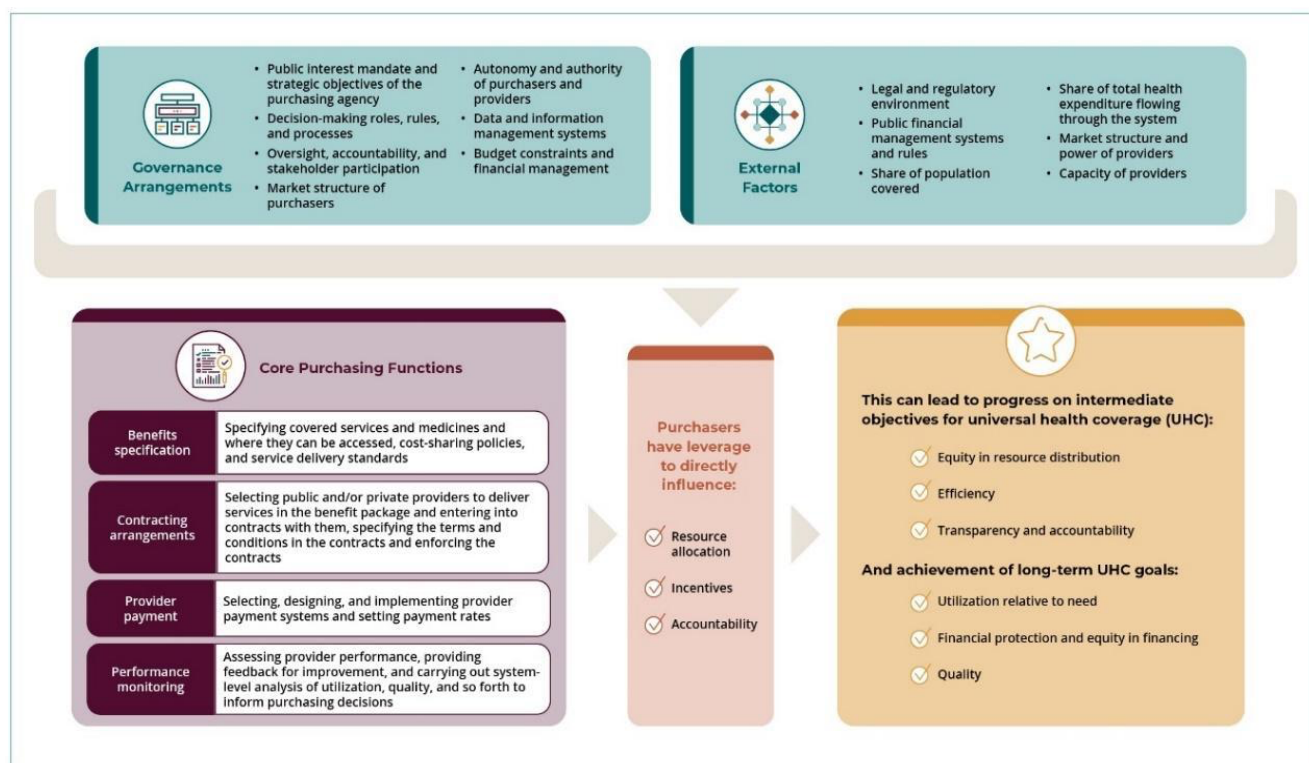 Governance
Arrangements
• Public interest mandate and
strategic objectives of the
purchasing agency
• Decision-making roles, rules,
and processes
• Oversight, accountability, and
stakeholder participation
• Market structure of
purchasers
• Autonomy and authority
of purchasers and
providers
• Data and information
management systems
• Budget constraints and
financial management
External
Factors
• Legal and regulatory
environment
• Public financial
management systems
and rules
• Share of population
covered
• Share of total health
expenditure flowing
through the system
• Market structure and
power of providers
• Capacity of providers
Core Purchasing Functions
Benefits
specification
Specifying covered services and medicines and
where they can be accessed, cost-sharing policies,
and service delivery standards
Contracting
arrangements
Selecting public and/or private providers to deliver
services in the benefit package and entering into
contracts with them, specifying the terms and
conditions in the contracts and enforcing the
contracts
Provider
payment
Selecting, designing, and implementing provider
payment systems and setting payment rates
Performance
monitoring
Assessing provider performance, providing
feedback for improvement, and carrying out system-
level analysis of utilization, quality, and so forth to
inform purchasing decisions
Purchasers
have leverage
to directly
influence:
Resource
allocation
Incentives
Accountability
This can lead to progress on intermediate
objectives for universal health coverage (UHC):
Equity in resource distribution
Efficiency
Transparency and accountability
And achievement of long-term UHC goals:
Utilization relative to need
Financial protection and equity in financing
Quality